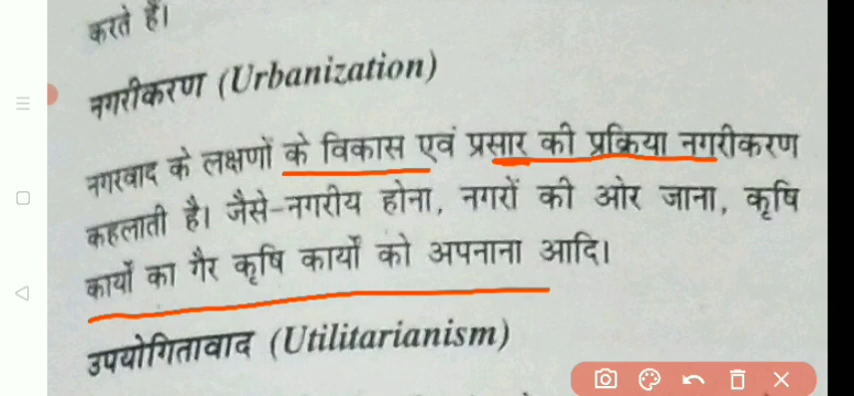 करते हैं।
नगरीकरण (Urbanization)
नगरवाद के लक्षणों के विकास एवं प्रसार की प्रक्रिया नगरीकरण
कहलाती है। जैसे-नगरीय होना, नगरों की ओर जाना, कृषि
कार्यों का गैर कृषि कार्यों को अपनाना आदि।
उपयोगितावाद (Utilitarianism)